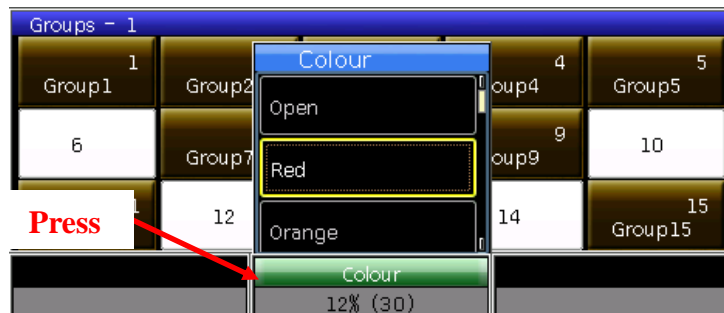 Groups - 1
1
Group1
Group2
4
oup4
5
Group5
6
Group7
9
oup9
10
1
12
14
15
Group15
Colour
Open
Red
Orange
Press
Colour
12% (30)